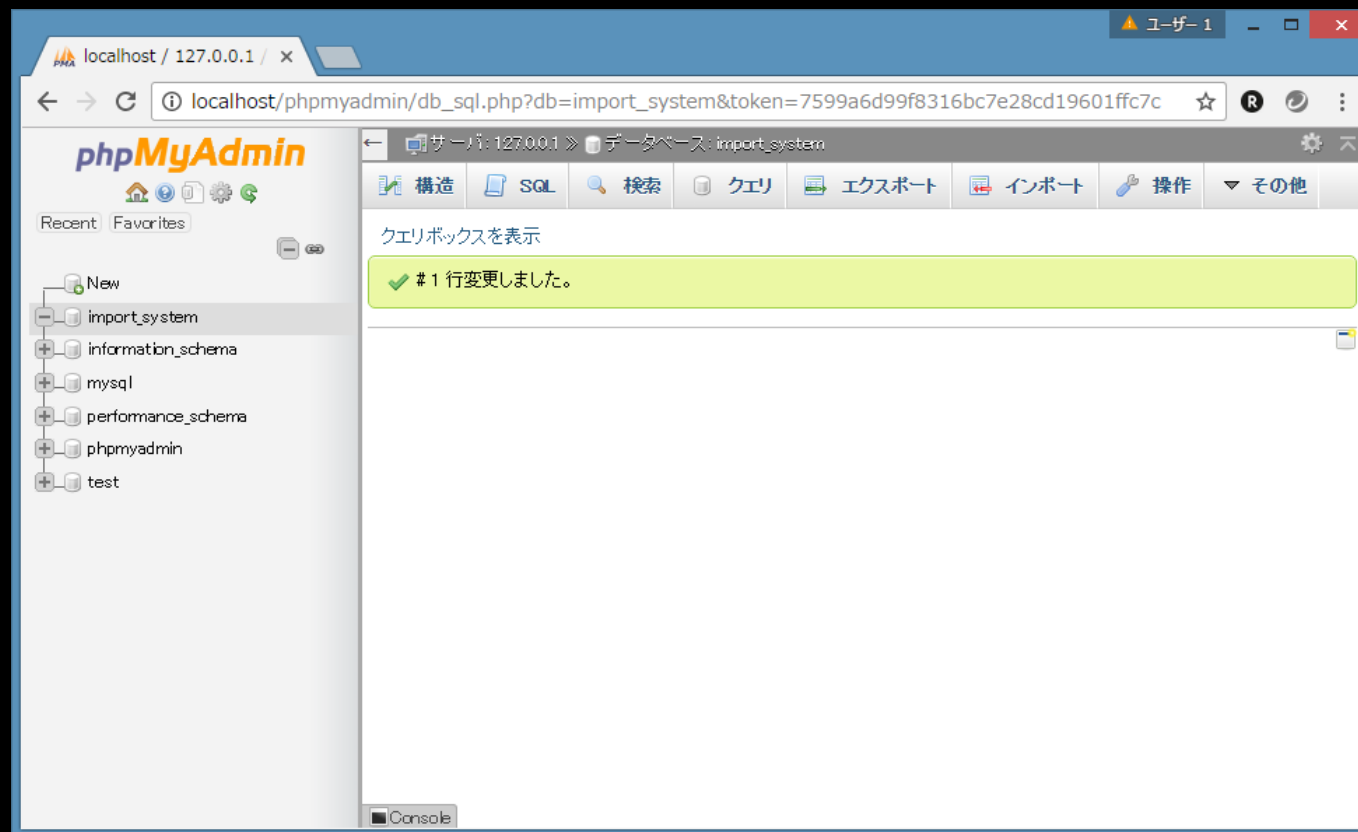 ユーザー 1
PMA localhost / 127.0.0.1 /
localhost/phpmyadmin/db_sql.php?db=import_system&token=7599a6d99f8316bc7e28cd19601ffc7c
phpMyAdmin
Recent Favorites
New
import_system
information_schema
mysql
performance_schema
phpmyadmin
test
サーバ: 127.0.0.1 » データベース: import_system
構造 SQL 検索 クエリ エクスポート インポート 操作 その他
クエリボックスを表示
# 1 行変更しました。
Console